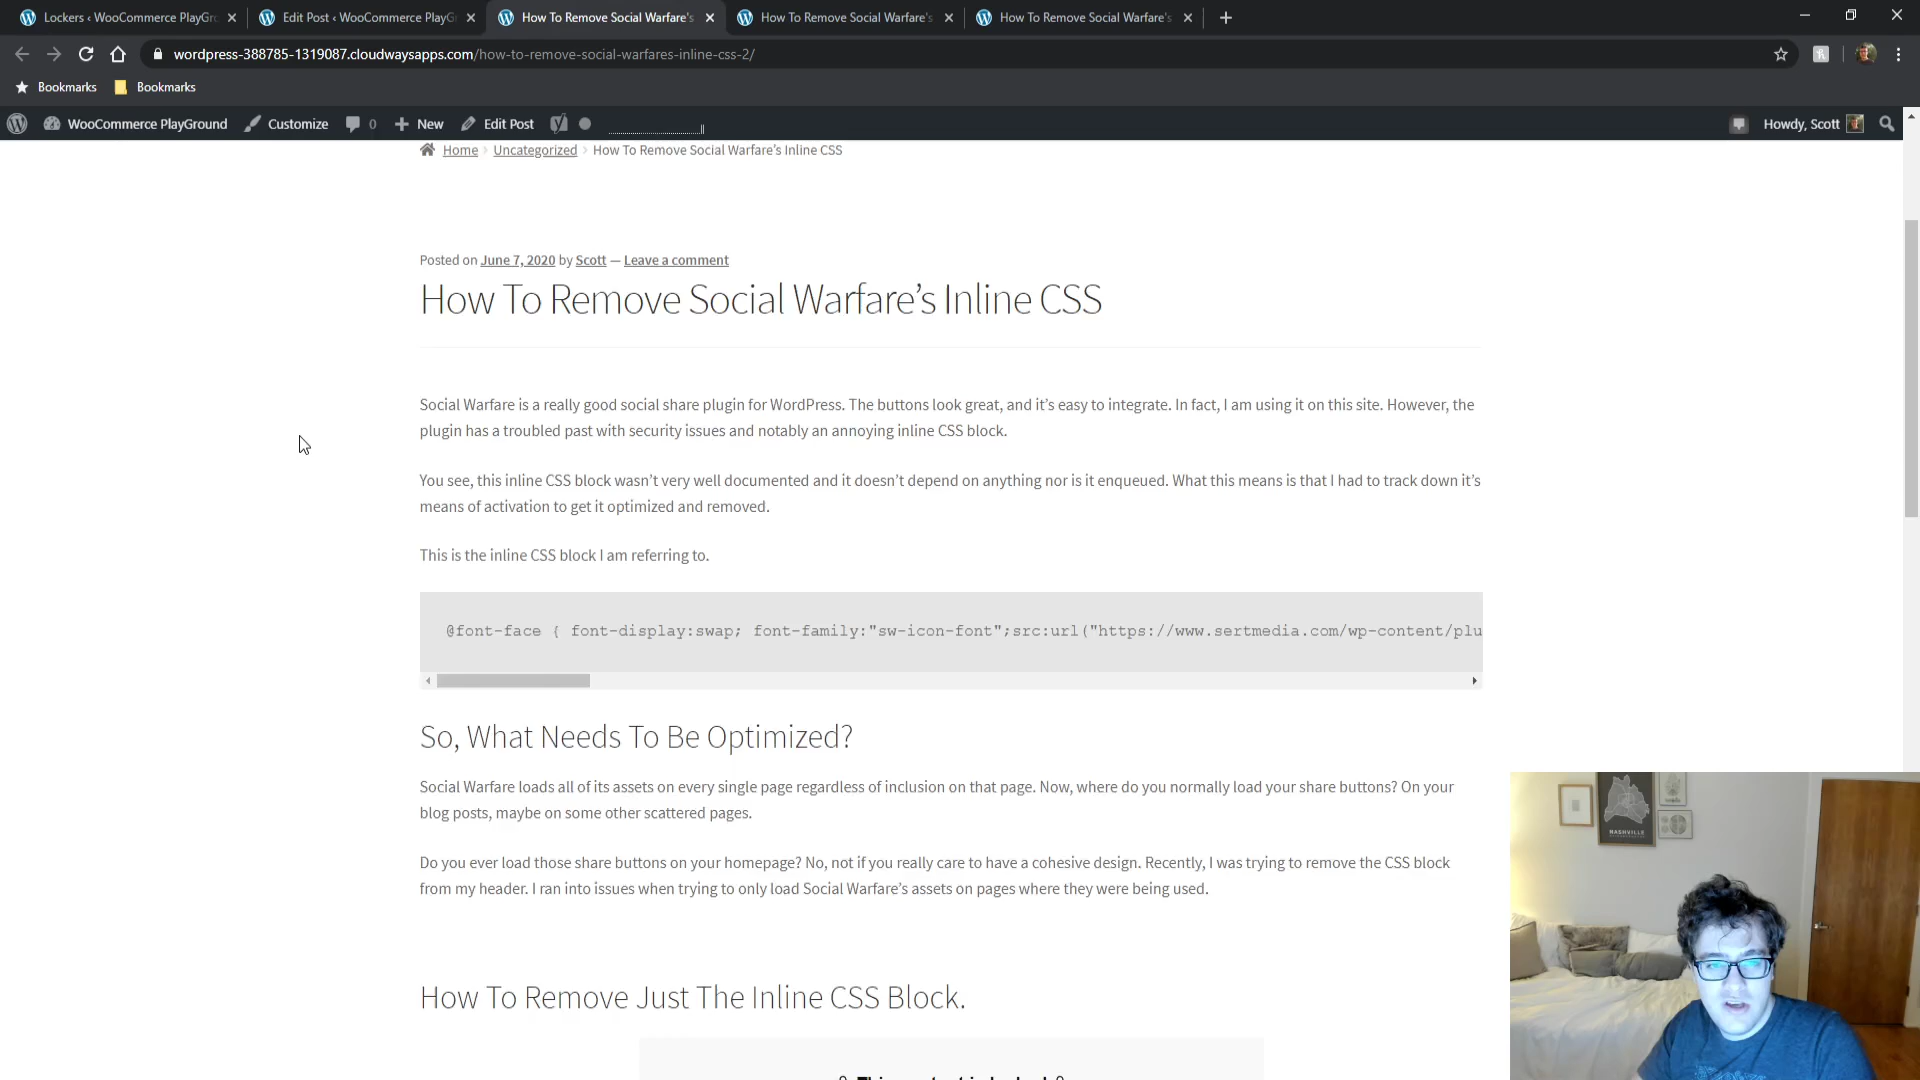 Lockers ‹ WooCommerce PlayGro
Edit Post ‹ WooCommerce PlayG
How To Remove Social Warfare's
How To Remove Social Warfare's
How To Remove Social Warfare's
wordpress-388785-1319087.cloudwaysapps.com/how-to-remove-social-warfares-inline-css-2/
Bookmarks
Bookmarks
WooCommerce PlayGround
Customize
0
New
Edit Post
Howdy, Scott
Home
Uncategorized
How To Remove Social Warfare’s Inline CSS
Posted on June 7, 2020 by Scott — Leave a comment
How To Remove Social Warfare’s Inline CSS
Social Warfare is a really good social share plugin for WordPress. The buttons look great, and it’s easy to integrate. In fact, I am using it on this site. However, the
plugin has a troubled past with security issues and notably an annoying inline CSS block.
You see, this inline CSS block wasn’t very well documented and it doesn’t depend on anything nor is it enqueued. What this means is that I had to track down it’s
means of activation to get it optimized and removed.
This is the inline CSS block I am referring to.
@font-face { font-display:swap; font-family:"sw-icon-font";src:url("https://www.sertmedia.com/wp-content/plu
So, What Needs To Be Optimized?
Social Warfare loads all of its assets on every single page regardless of inclusion on that page. Now, where do you normally load your share buttons? On your
blog posts, maybe on some other scattered pages.
Do you ever load those share buttons on your homepage? No, not if you really care to have a cohesive design. Recently, I was trying to remove the CSS block
from my header. I ran into issues when trying to only load Social Warfare’s assets on pages where they were being used.
How To Remove Just The Inline CSS Block.
NASHVILLE